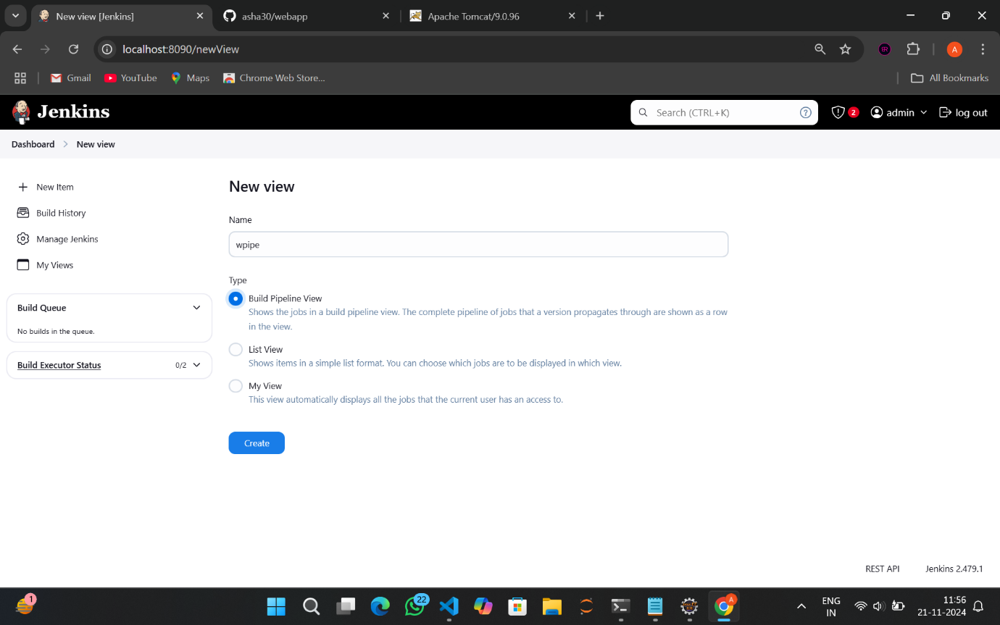 New view [Jenkins]
asha30/webapp
Apache Tomcat/9.0.96
localhost:8090/newView
A
Gmail
YouTube
Maps
Chrome Web Store...
All Bookmarks
Jenkins
Search (CTRL+K)
2
admin
log out
Dashboard
New view
New Item
Build History
Manage Jenkins
My Views
Build Queue
No builds in the queue.
Build Executor Status
0/2
New view
Name
wpipe
Type
Build Pipeline View
Shows the jobs in a build pipeline view. The complete pipeline of jobs that a version propagates through are shown as a row
in the view.
List View
Shows items in a simple list format. You can choose which jobs are to be displayed in which view.
My View
This view automatically displays all the jobs that the current user has an access to.
Create
REST API
Jenkins 2.479.1
1
22
A
ENG
IN
11:56
21-11-2024